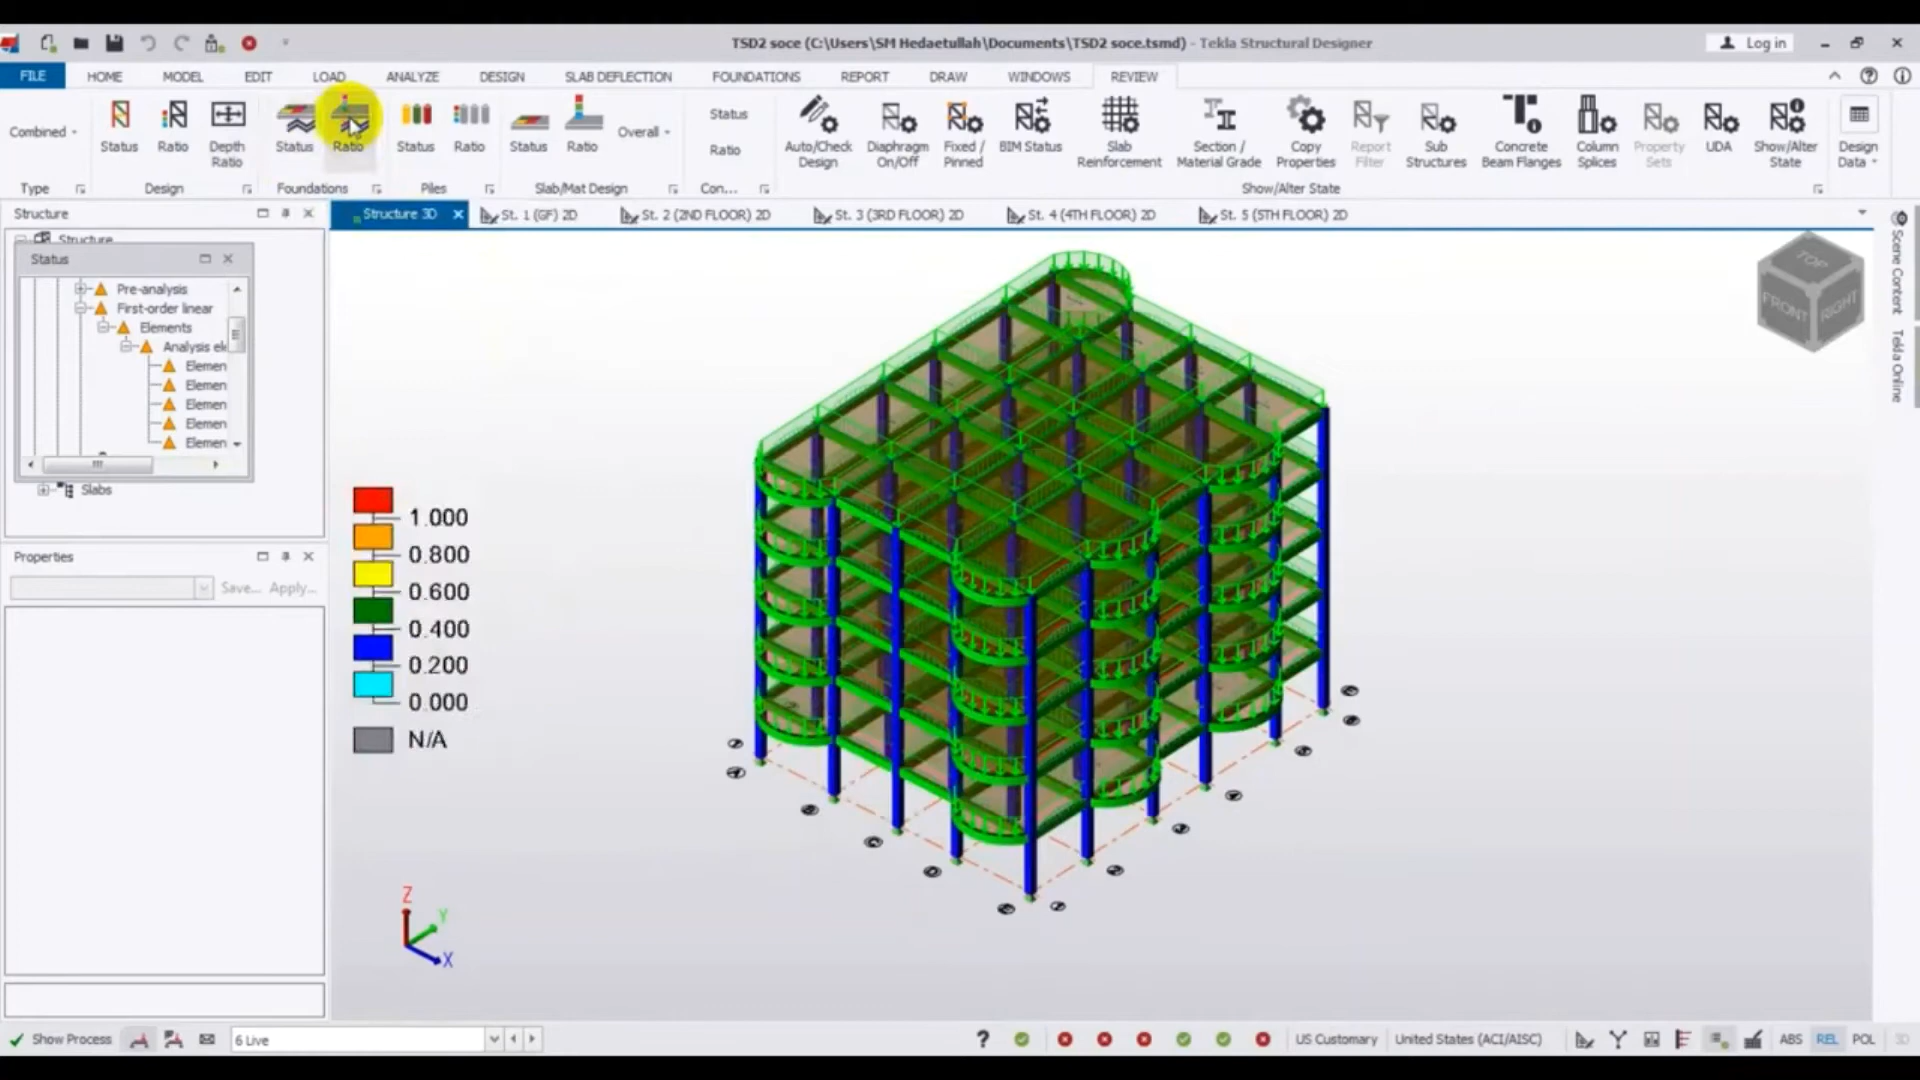 TSD2 soce (C:\Users\SM Hedaetullah\Documents\TSD2 soce.tsmd) - Tekla Structural Designer
Log in
FILE HOME MODEL EDIT LOAD ANALYZE DESIGN SLAB DEFLECTION FOUNDATIONS REPORT DRAW WINDOWS REVIEW
Combined
Status Ratio Depth Ratio
Status Ratio
Status Ratio
Status Ratio Overall
Status
Ratio
Auto/Check Design
Diaphragm On/Off
Fixed / Pinned
BIM Status
Slab Reinforcement
Section / Material Grade
Copy Properties
Report Filter
Sub Structures
Concrete Beam Flanges
Column Splices
Property Sets
UDA
Show/Alter State
Design Data
Type Design Foundations Piles Slab/Mat Design Con... Show/Alter State
Structure
Structure 3D St. 1 (GF) 2D St. 2 (2ND FLOOR) 2D St. 3 (3RD FLOOR) 2D St. 4 (4TH FLOOR) 2D St. 5 (5TH FLOOR) 2D
Structure
Status
Pre-analysis
First-order linear
Elements
Analysis ele
Elemen
Elemen
Elemen
Elemen
Elemen
Slabs
Properties
Save... Apply...
1.000
0.800
0.600
0.400
0.200
0.000
N/A
TOP
FRONT RIGHT
Scene Content
Tekla Online
Z
Y
X
Show Process 6 Live US Customary United States (ACI/AISC) ABS REL POL 3D